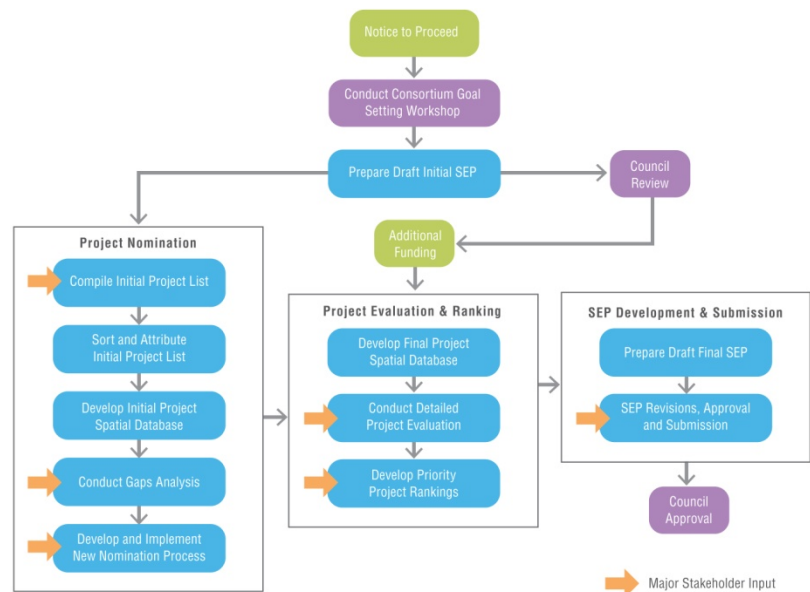 Notice to Proceed
Conduct Consortium Goal
Setting Workshop
Prepare Draft Initial SEP
Council
Review
Additional
Funding
Project Nomination
Compile Initial Project List
Sort and Attribute
Initial Project List
Develop Initial Project
Spatial Database
Conduct Gaps Analysis
Develop and Implement
New Nomination Process
Project Evaluation & Ranking
Develop Final Project
Spatial Database
Conduct Detailed
Project Evaluation
Develop Priority
Project Rankings
SEP Development & Submission
Prepare Draft Final SEP
SEP Revisions, Approval
and Submission
Council
Approval
Major Stakeholder Input